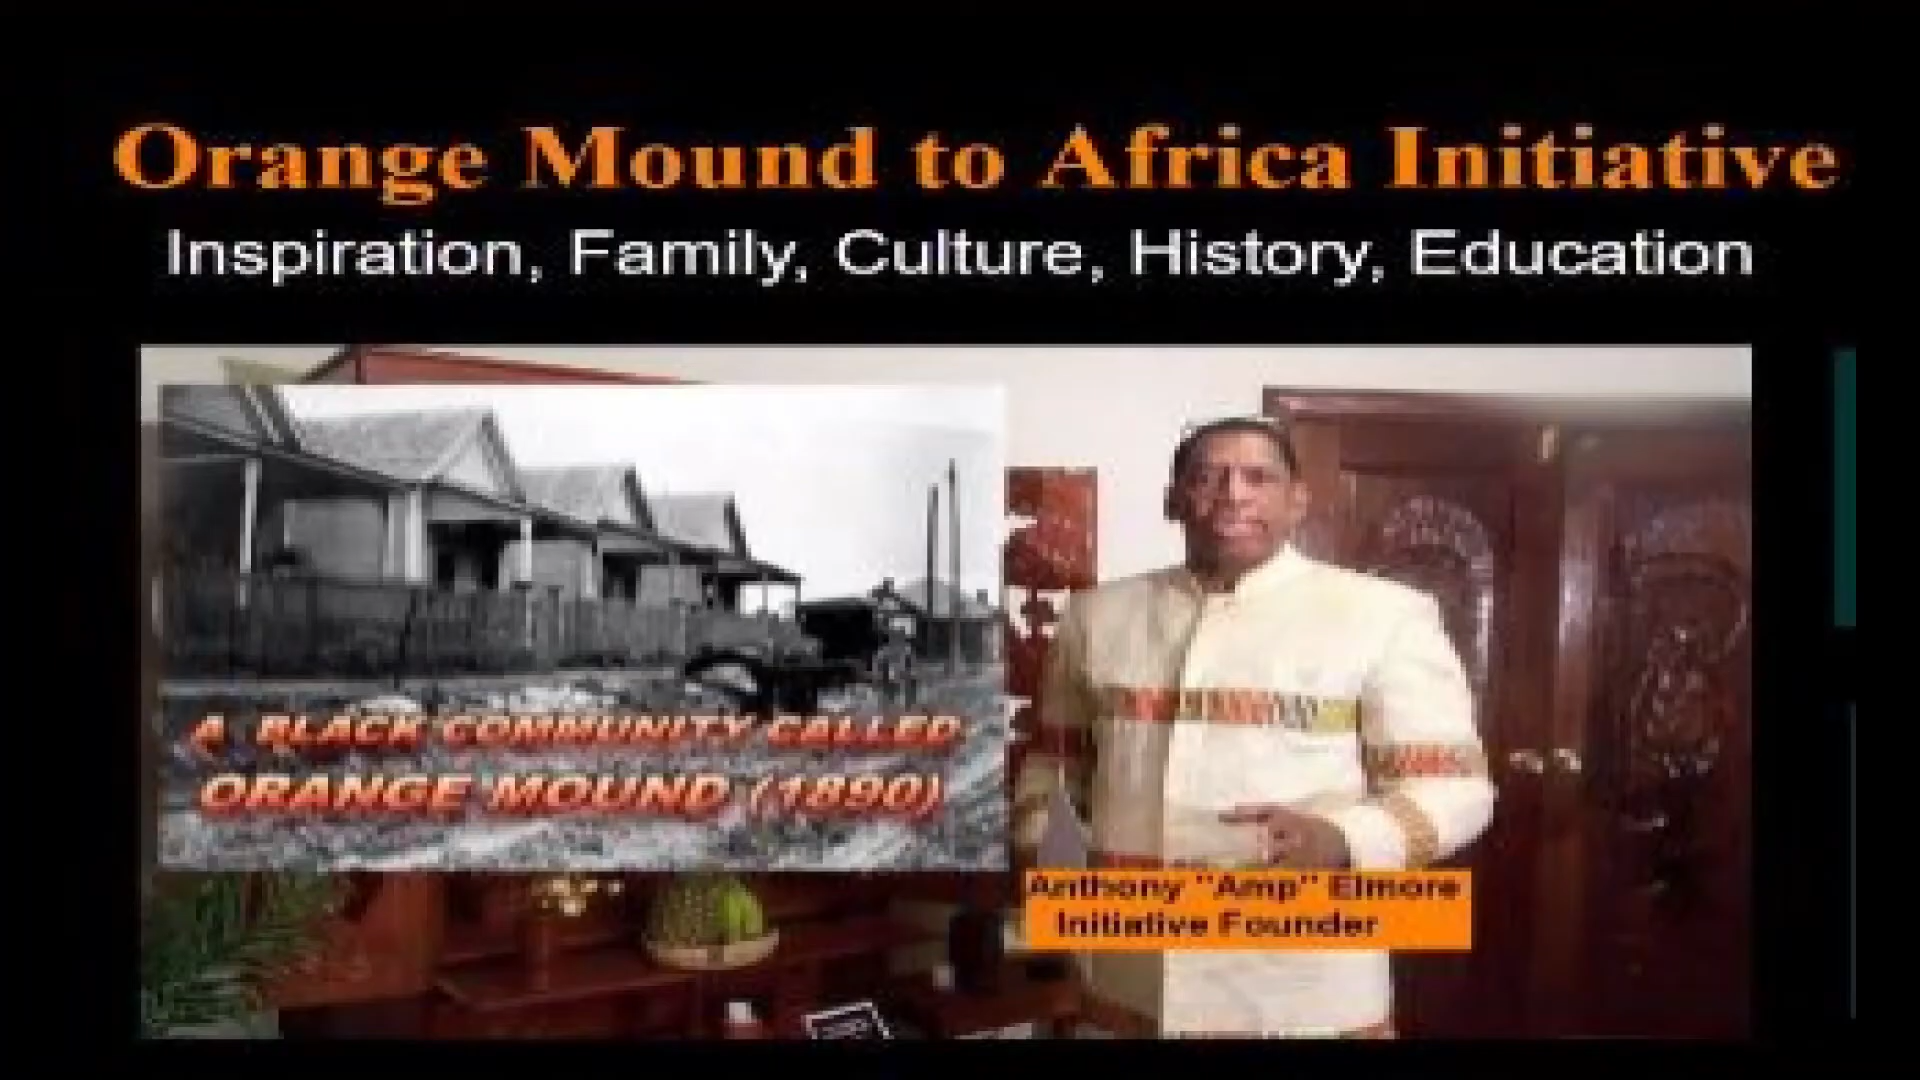 Orange Mound to Africa Initiative
Inspiration, Family, Culture, History, Education
A BLACK COMMUNITY CALLED
ORANGE MOUND (1890)
Anthony "Amp" Elmore
Initiative Founder